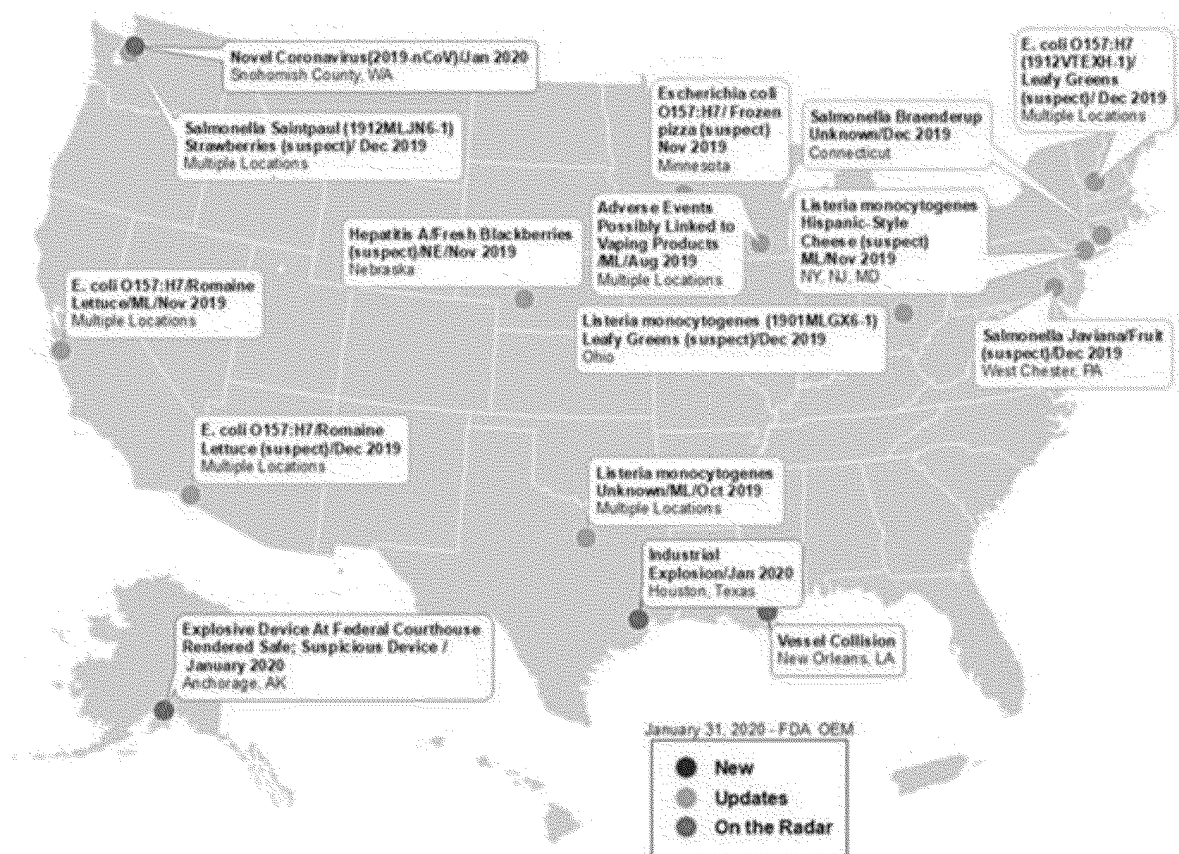 Novel Coronavirus(2019-nCoV)/Jan 2020
Snohomish County, WA
Salmonella Saintpaul (1912MLJN6-1)
Strawberries (suspect)/ Dec 2019
Multiple Locations
Escherichia coli
O157:H7/ Frozen
pizza (suspect)
Nov 2019
Minnesota
Salmonella Braenderup
Unknown/Dec 2019
Connecticut
E. coli O157:H7
(1912VTEXH-1)/
Leafy Greens
(suspect)/ Dec 2019
Multiple Locations
Hepatitis A/Fresh Blackberries
(suspect)/NE/Nov 2019
Nebraska
Adverse Events
Possibly Linked to
Vaping Products
/ML/Aug 2019
Multiple Locations
Listeria monocytogenes
Hispanic-Style
Cheese (suspect)
ML/Nov 2019
NY, NJ, MD
E. coli O157:H7/Romaine
Lettuce/ML/Nov 2019
Multiple Locations
Listeria monocytogenes (1901MLGX6-1)
Leafy Greens (suspect)/Dec 2019
Ohio
Salmonella Javiana/Fruit
(suspect)/Dec 2019
West Chester, PA
E. coli O157:H7/Romaine
Lettuce (suspect)/Dec 2019
Multiple Locations
Listeria monocytogenes
Unknown/ML/Oct 2019
Multiple Locations
Industrial
Explosion/Jan 2020
Houston, Texas
Explosive Device At Federal Courthouse
Rendered Safe; Suspicious Device /
January 2020
Anchorage, AK
Vessel Collision
New Orleans, LA
January 31, 2020 - FDA OEM
New
Updates
On the Radar